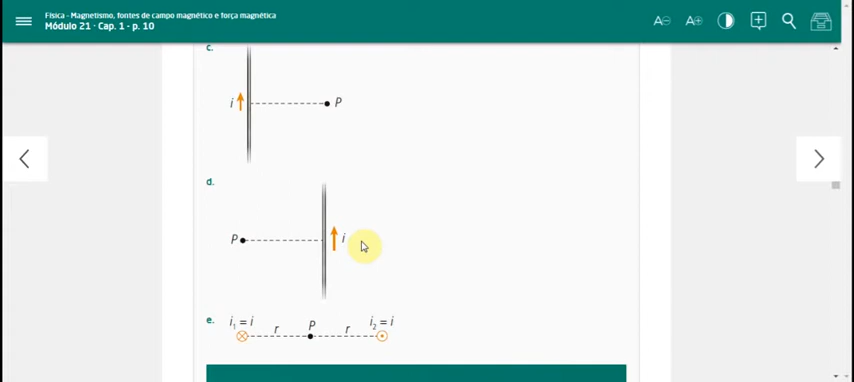 Física - Magnetismo, fontes de campo magnético e força magnética
Módulo 21 · Cap. 1 - p. 10
A
A
c.
i
P
d.
P
i
e.
i₁ = i
r
P
r
i₂ = i